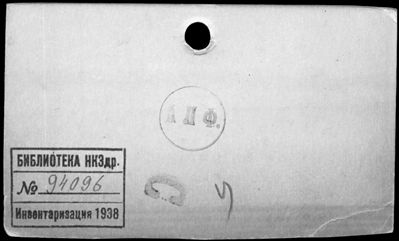 А П Ф.
БИБЛИОТЕКА НКЗдр.
№ 94096
Инвентаризация 1938